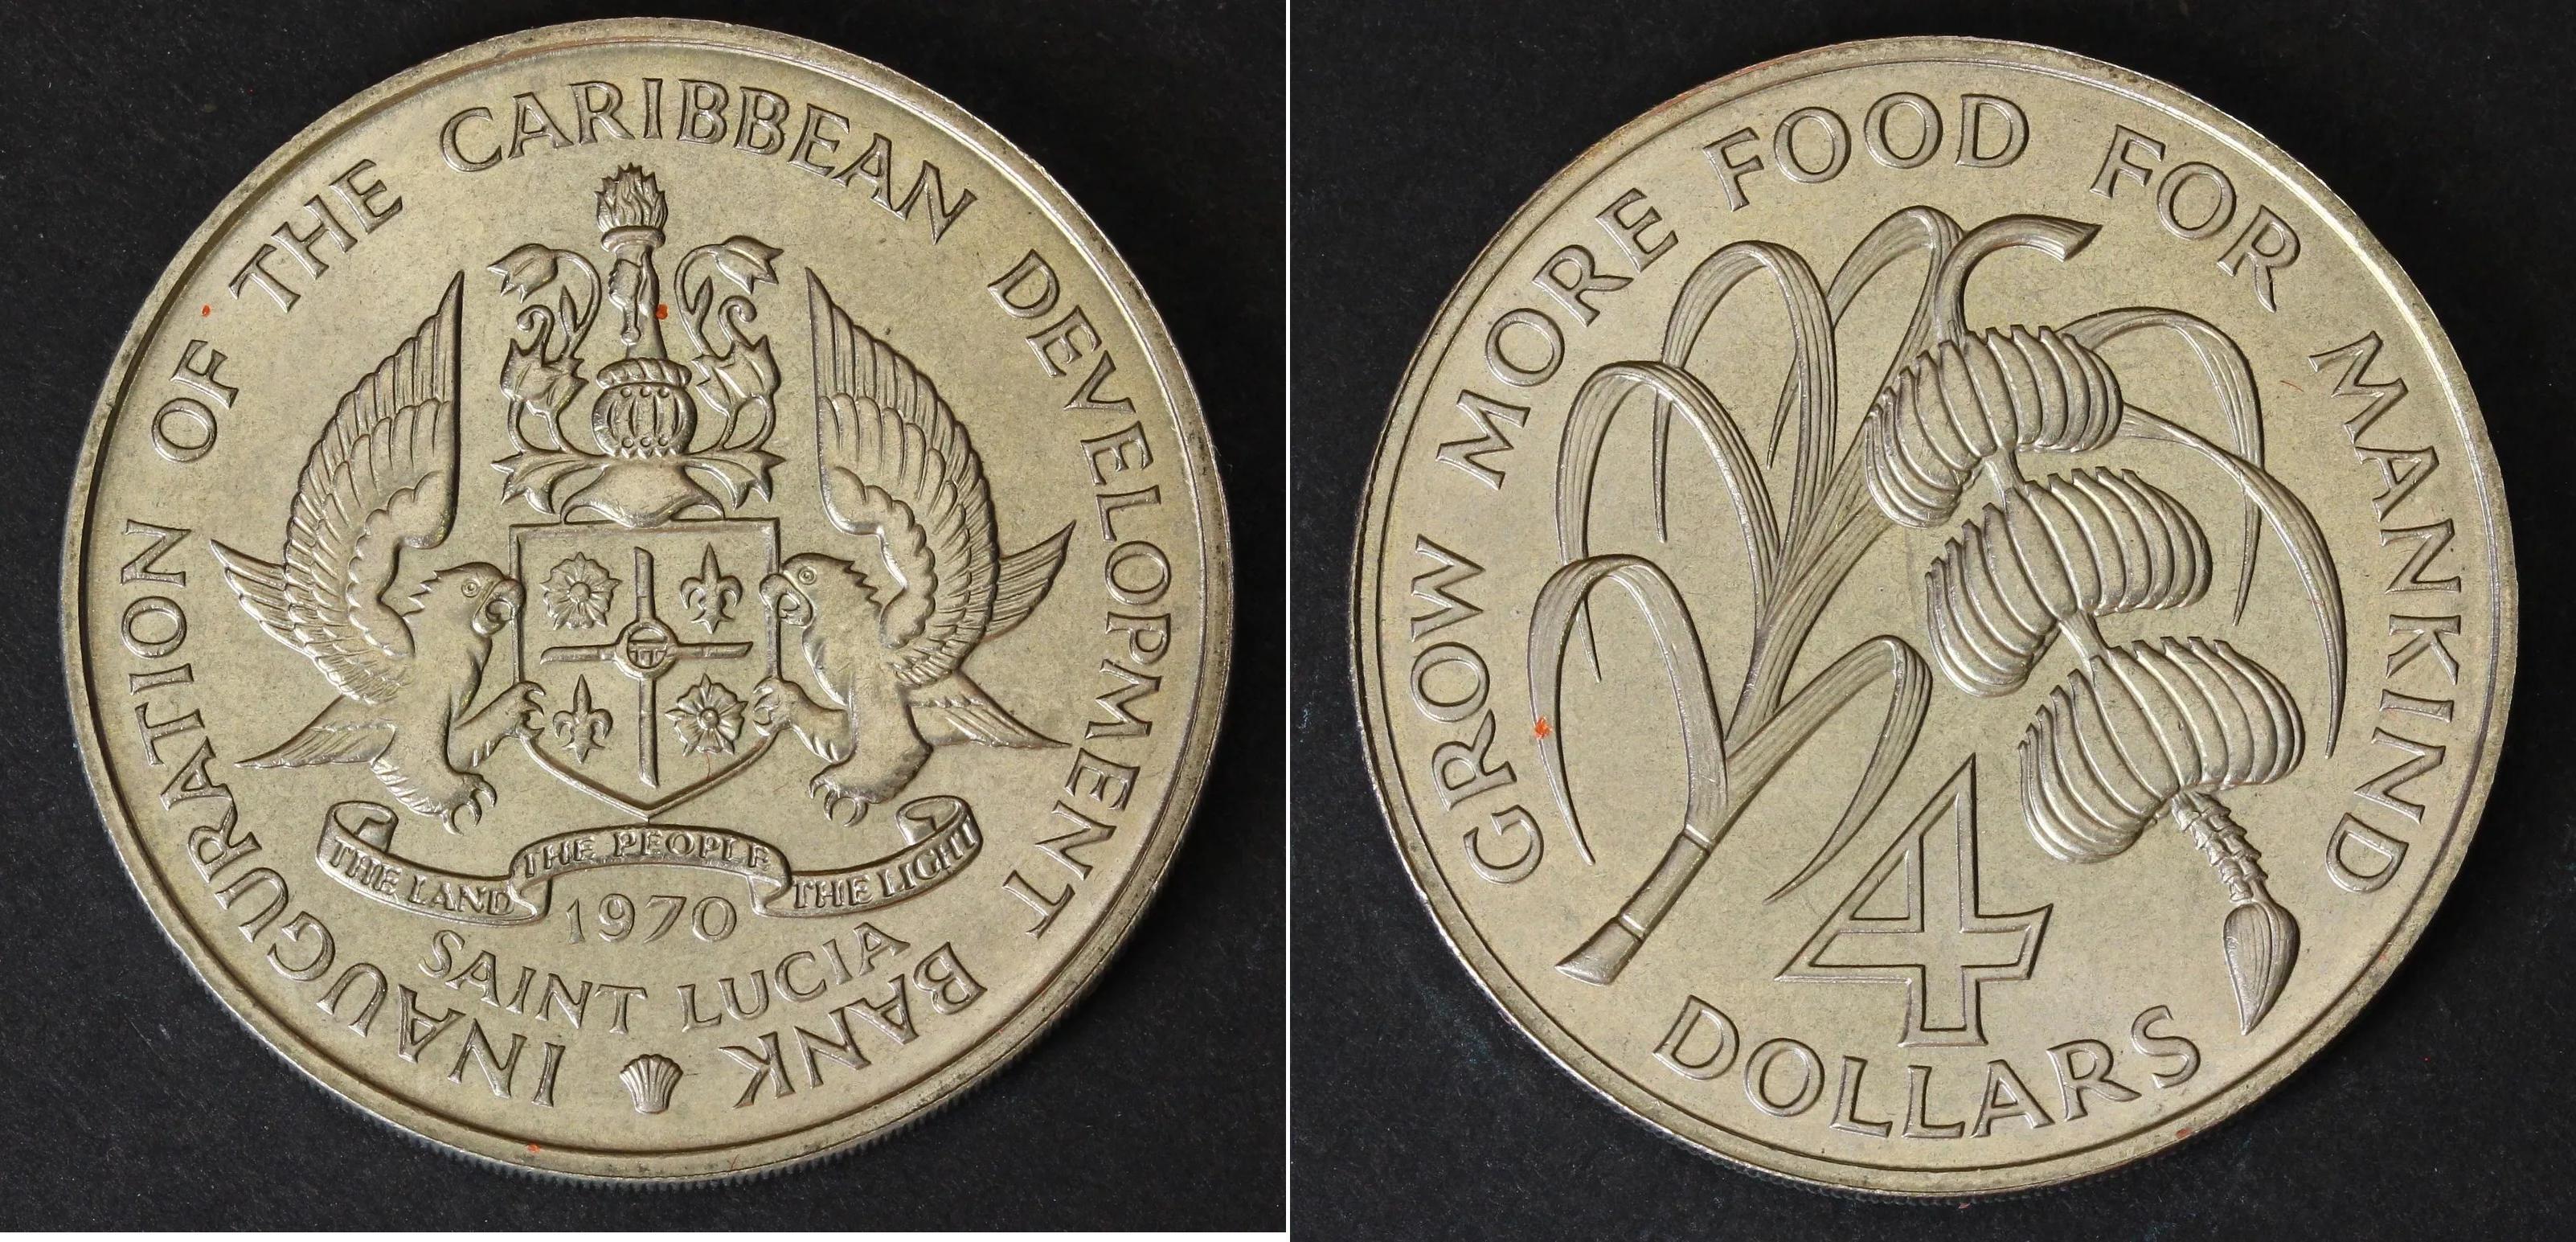 INAUGURATION OF THE CARIBBEAN DEVELOPMENT BANK
THE LAND THE PEOPLE THE LIGHT
1970
SAINT LUCIA
GROW MORE FOOD FOR MANKIND
4
DOLLARS